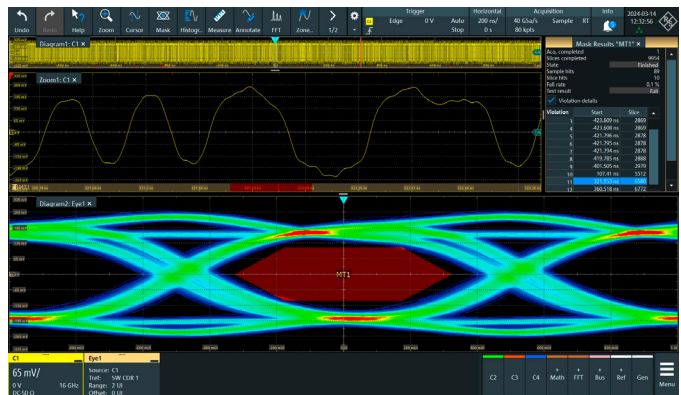 Undo
Redo
Help
Zoom
Cursor
Mask
Histog...
Measure
Annotate
FFT
Zone...
1/2
Trigger
Edge 0 V Auto
Stop
Horizontal
200 ns/
0 s
Acquisition
40 GSa/s Sample RT
80 kpts
Info
2024-03-14
12:32:56
Diagram1: C1 ×
Zoom1: C1 ×
Mask Results "MT1" ×
Acq. completed 1
Slices completed 9954
State Finished
Sample hits 89
Slice hits 10
Fail rate 0.1 %
Test result Fail
Violation details
Violation Start Slice
3 -423.609 ns 2869
4 -423.608 ns 2869
5 -421.796 ns 2878
6 -421.795 ns 2878
7 -421.794 ns 2878
8 -419.785 ns 2888
9 -401.505 ns 2979
10 107.41 ns 5512
11 321.553 ns 6580
12 360.518 ns 6772
Diagram2: Eye1 ×
MT1
C1
65 mV/
0 V 16 GHz
DC-50 Ω
Eye1
Source: C1
Tref: SW CDR 1
Range: 2 UI
Offset: 0 UI
C2
C3
C4
+ Math
+ FFT
+ Bus
+ Ref
Gen
Menu